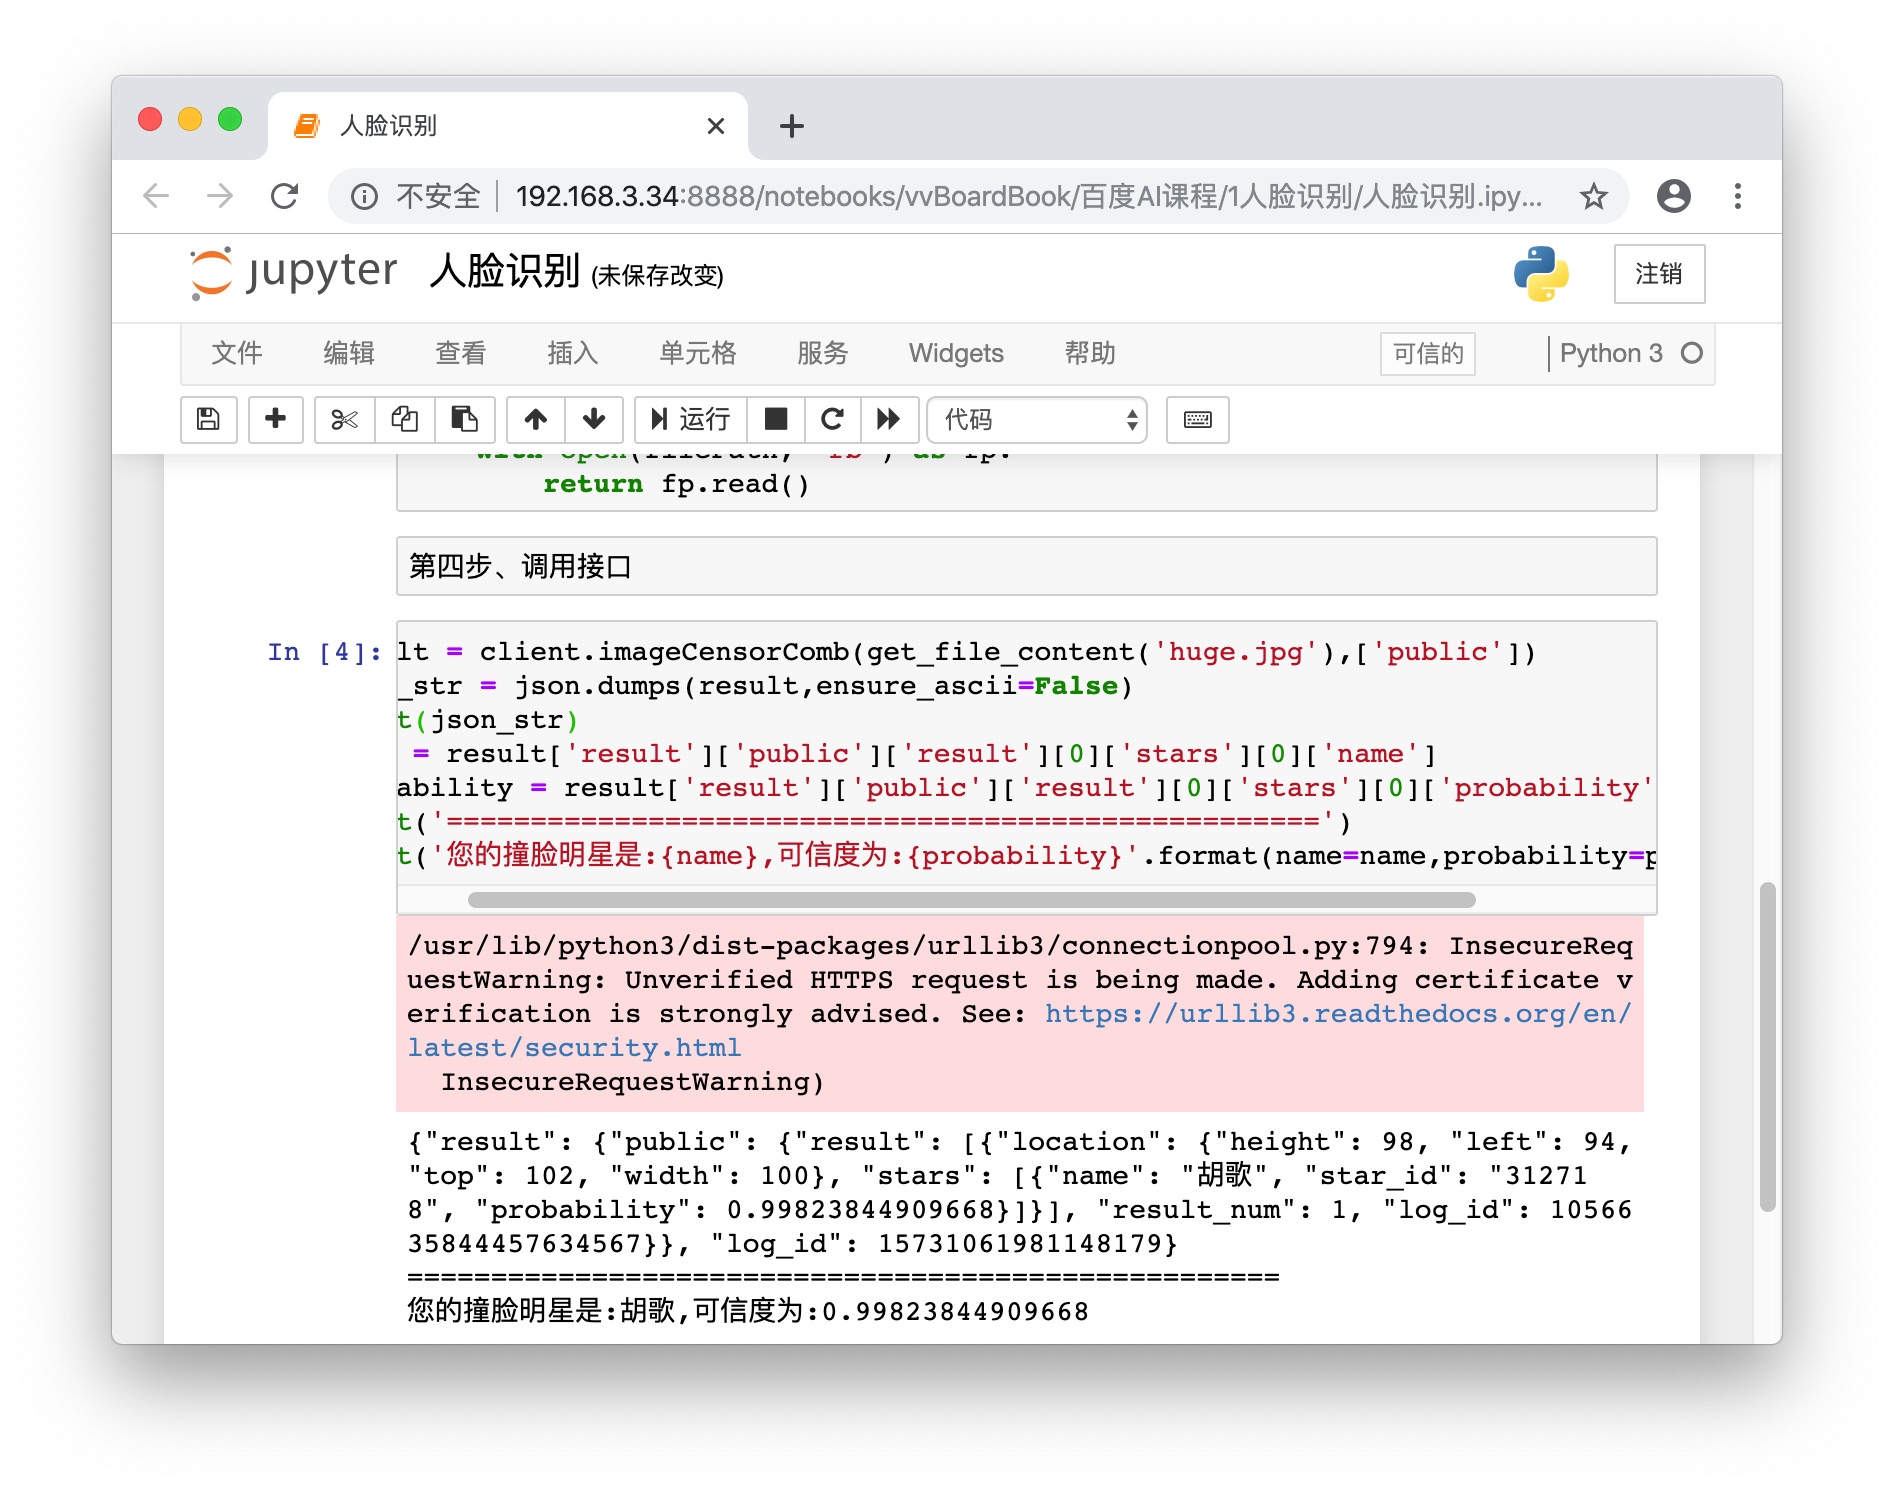 人脸识别
不安全 192.168.3.34:8888/notebooks/vvBoardBook/百度AI课程/1人脸识别/人脸识别.ipy...
jupyter 人脸识别 (未保存改变) 注销
文件 编辑 查看 插入 单元格 服务 Widgets 帮助 可信的 Python 3
运行 代码
return fp.read()
第四步、调用接口
In [4]: lt = client.imageCensorComb(get_file_content('huge.jpg'),['public'])
_str = json.dumps(result,ensure_ascii=False)
t(json_str)
= result['result']['public']['result'][0]['stars'][0]['name']
ability = result['result']['public']['result'][0]['stars'][0]['probability'
t('====================================================')
t('您的撞脸明星是:{name},可信度为:{probability}'.format(name=name,probability=p
/usr/lib/python3/dist-packages/urllib3/connectionpool.py:794: InsecureReq
uestWarning: Unverified HTTPS request is being made. Adding certificate v
erification is strongly advised. See: https://urllib3.readthedocs.org/en/
latest/security.html
InsecureRequestWarning)
{"result": {"public": {"result": [{"location": {"height": 98, "left": 94,
"top": 102, "width": 100}, "stars": [{"name": "胡歌", "star_id": "31271
8", "probability": 0.99823844909668}]}], "result_num": 1, "log_id": 10566
35844457634567}}, "log_id": 15731061981148179}
====================================================
您的撞脸明星是:胡歌,可信度为:0.99823844909668